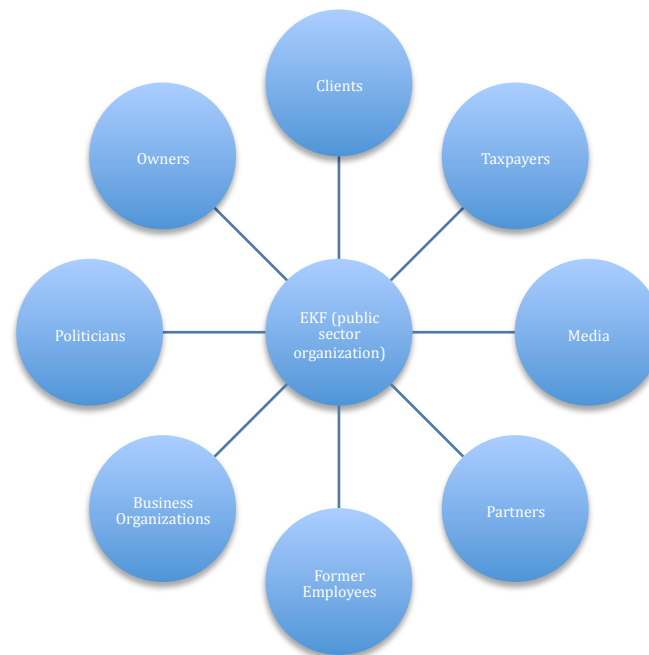 Clients
Owners
Taxpayers
Politicians
EKF (public
sector
organization)
Media
Business
Organizations
Partners
Former
Employees